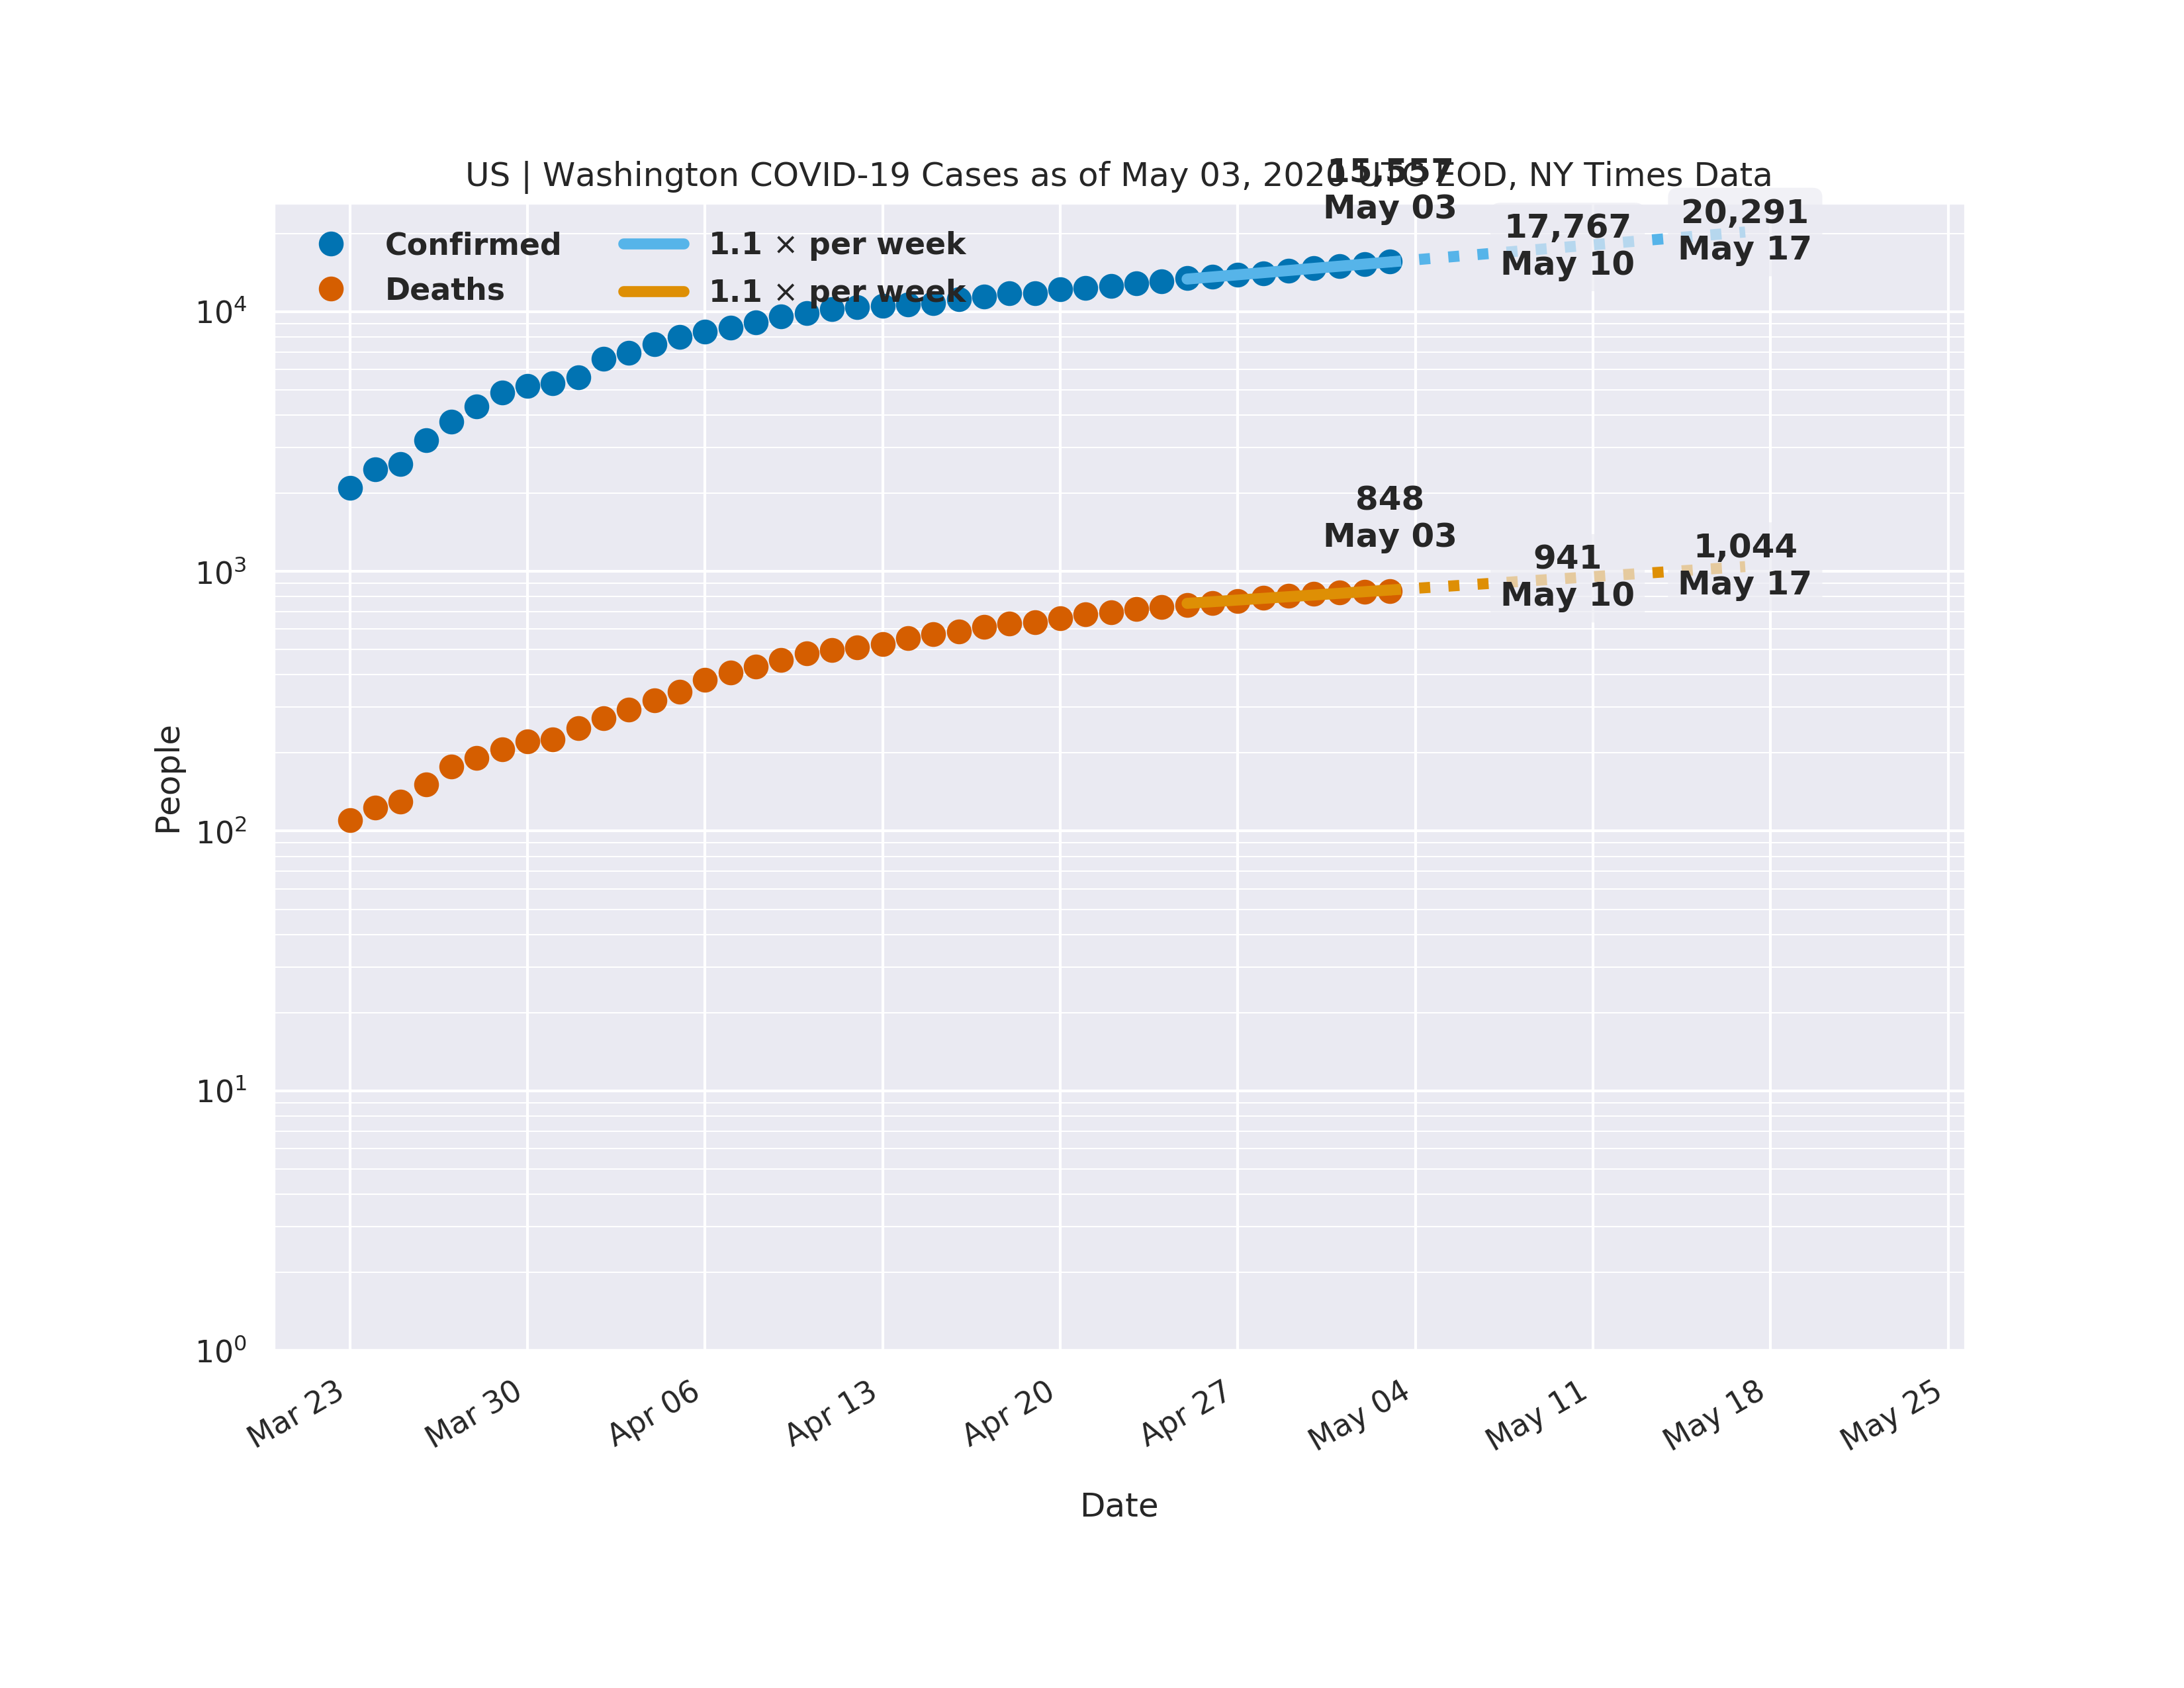 US | Washington COVID-19 Cases as of May 03, 2020 UTC EOD, NY Times Data
15,557
May 03
17,767
May 10
20,291
May 17
Confirmed
Deaths
1.1 × per week
1.1 × per week
848
May 03
941
May 10
1,044
May 17
People
10⁴
10³
10²
10¹
10⁰
Mar 23
Mar 30
Apr 06
Apr 13
Apr 20
Apr 27
May 04
May 11
May 18
May 25
Date